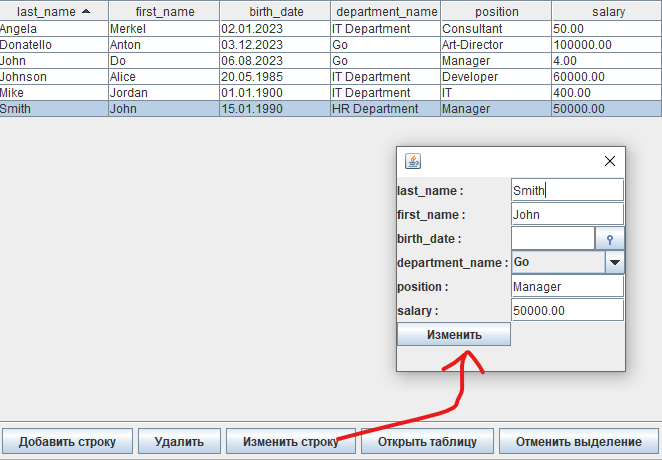 last_name first_name birth_date department_name position salary
Angela Merkel 02.01.2023 IT Department Consultant 50.00
Donatello Anton 03.12.2023 Go Art-Director 100000.00
John Do 06.08.2023 Go Manager 4.00
Johnson Alice 20.05.1985 IT Department Developer 60000.00
Mike Jordan 01.01.1900 IT Department IT 400.00
Smith John 15.01.1990 HR Department Manager 50000.00
last_name : Smith
first_name : John
birth_date :
department_name : Go
position : Manager
salary : 50000.00
Изменить
Добавить строку Удалить Изменить строку Открыть таблицу Отменить выделение